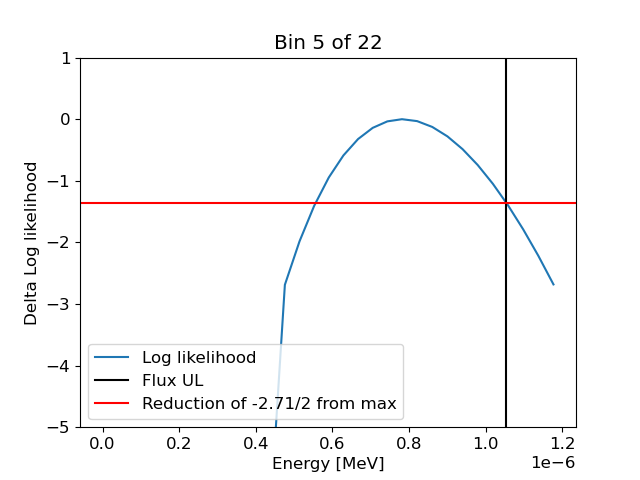 Bin 5 of 22
1
0
−1
−2
−3
−4
−5
Delta Log likelihood
Log likelihood
Flux UL
Reduction of -2.71/2 from max
0.0 0.2 0.4 0.6 0.8 1.0 1.2
1e−6
Energy [MeV]